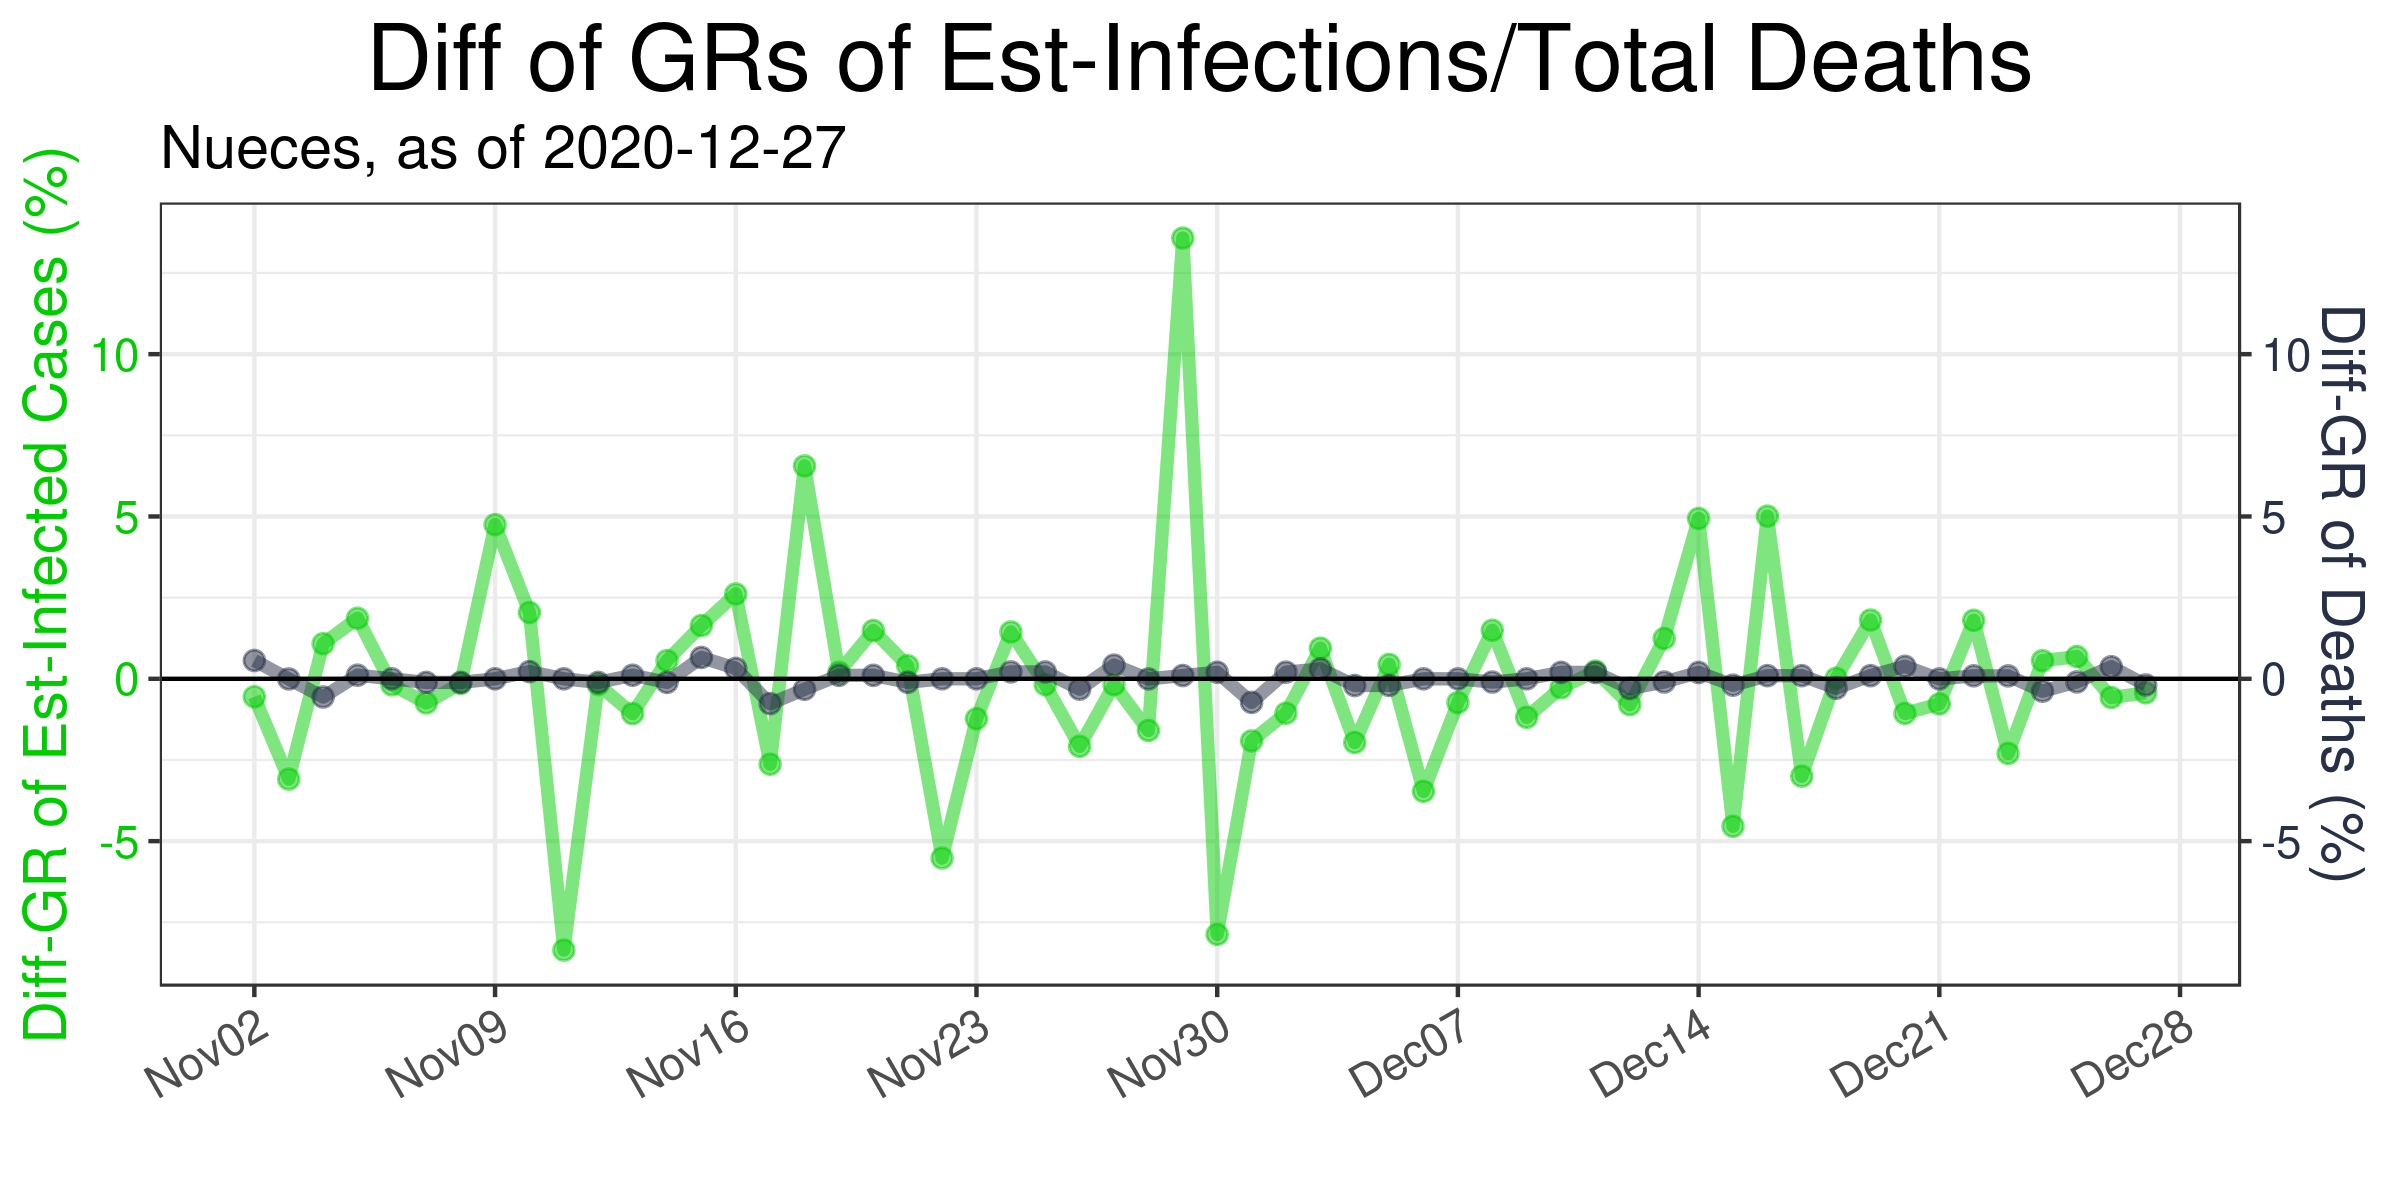 Diff of GRs of Est-Infections/Total Deaths
Nueces, as of 2020-12-27
Diff-GR of Est-Infected Cases (%)
10
5
0
-5
10
5
0
-5
Diff-GR of Deaths (%)
Nov02
Nov09
Nov16
Nov23
Nov30
Dec07
Dec14
Dec21
Dec28